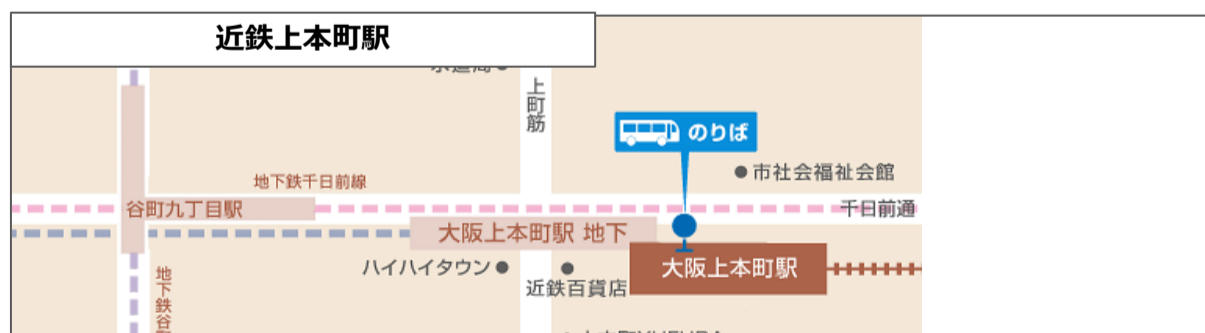 近鉄上本町駅
上町筋
のりば
市社会福祉会館
地下鉄千日前線
谷町九丁目駅
千日前通
大阪上本町駅 地下
ハイハイタウン
大阪上本町駅
近鉄百貨店
地下鉄谷